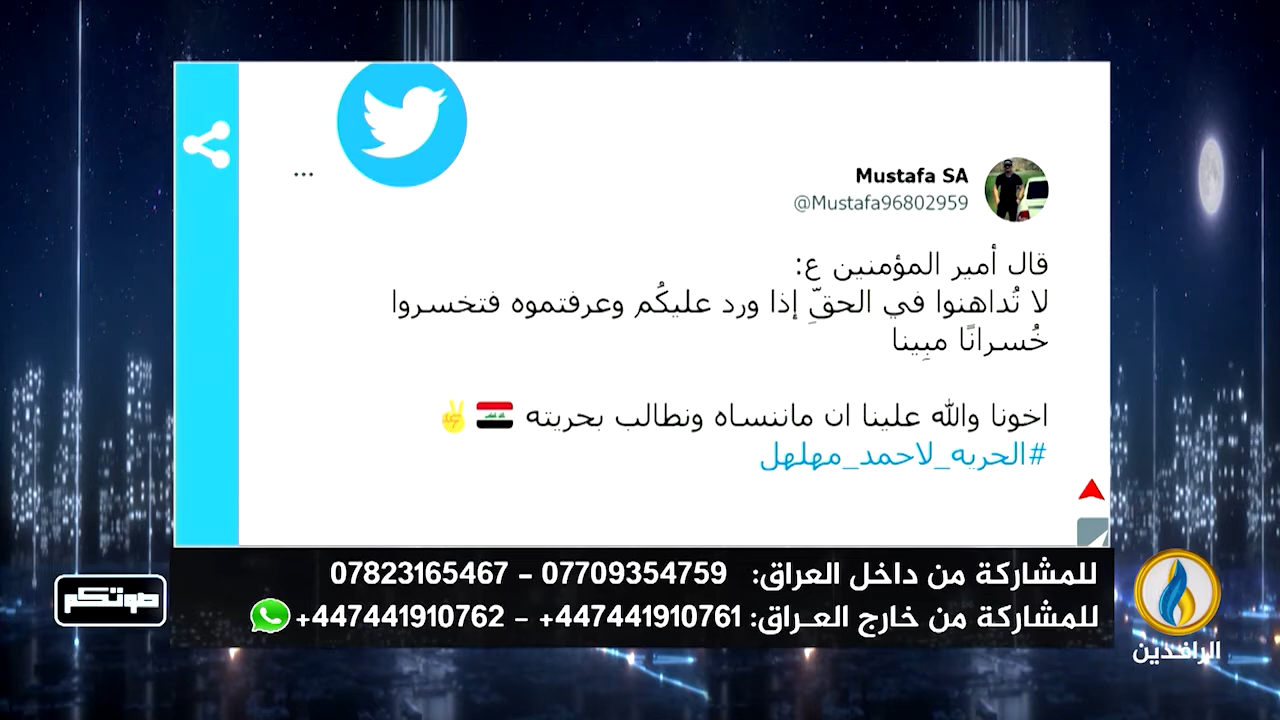 Mustafa SA
@Mustafa96802959
قال أمير المؤمنين ع:
لا تُداهنوا في الحقِّ إذا ورد عليكُم وعرفتموه فتخسروا
خُسرانًا مبِينا
اخونا والله علينا ان ماننساه ونطالب بحريته 🇮🇶 ✌️
#الحريه_لاحمد_مهلهل
للمشاركة من داخل العراق: 07709354759 - 07823165467
للمشاركة من خارج العـراق: 447441910761+ - 447441910762+
صوتكم
الرافدين